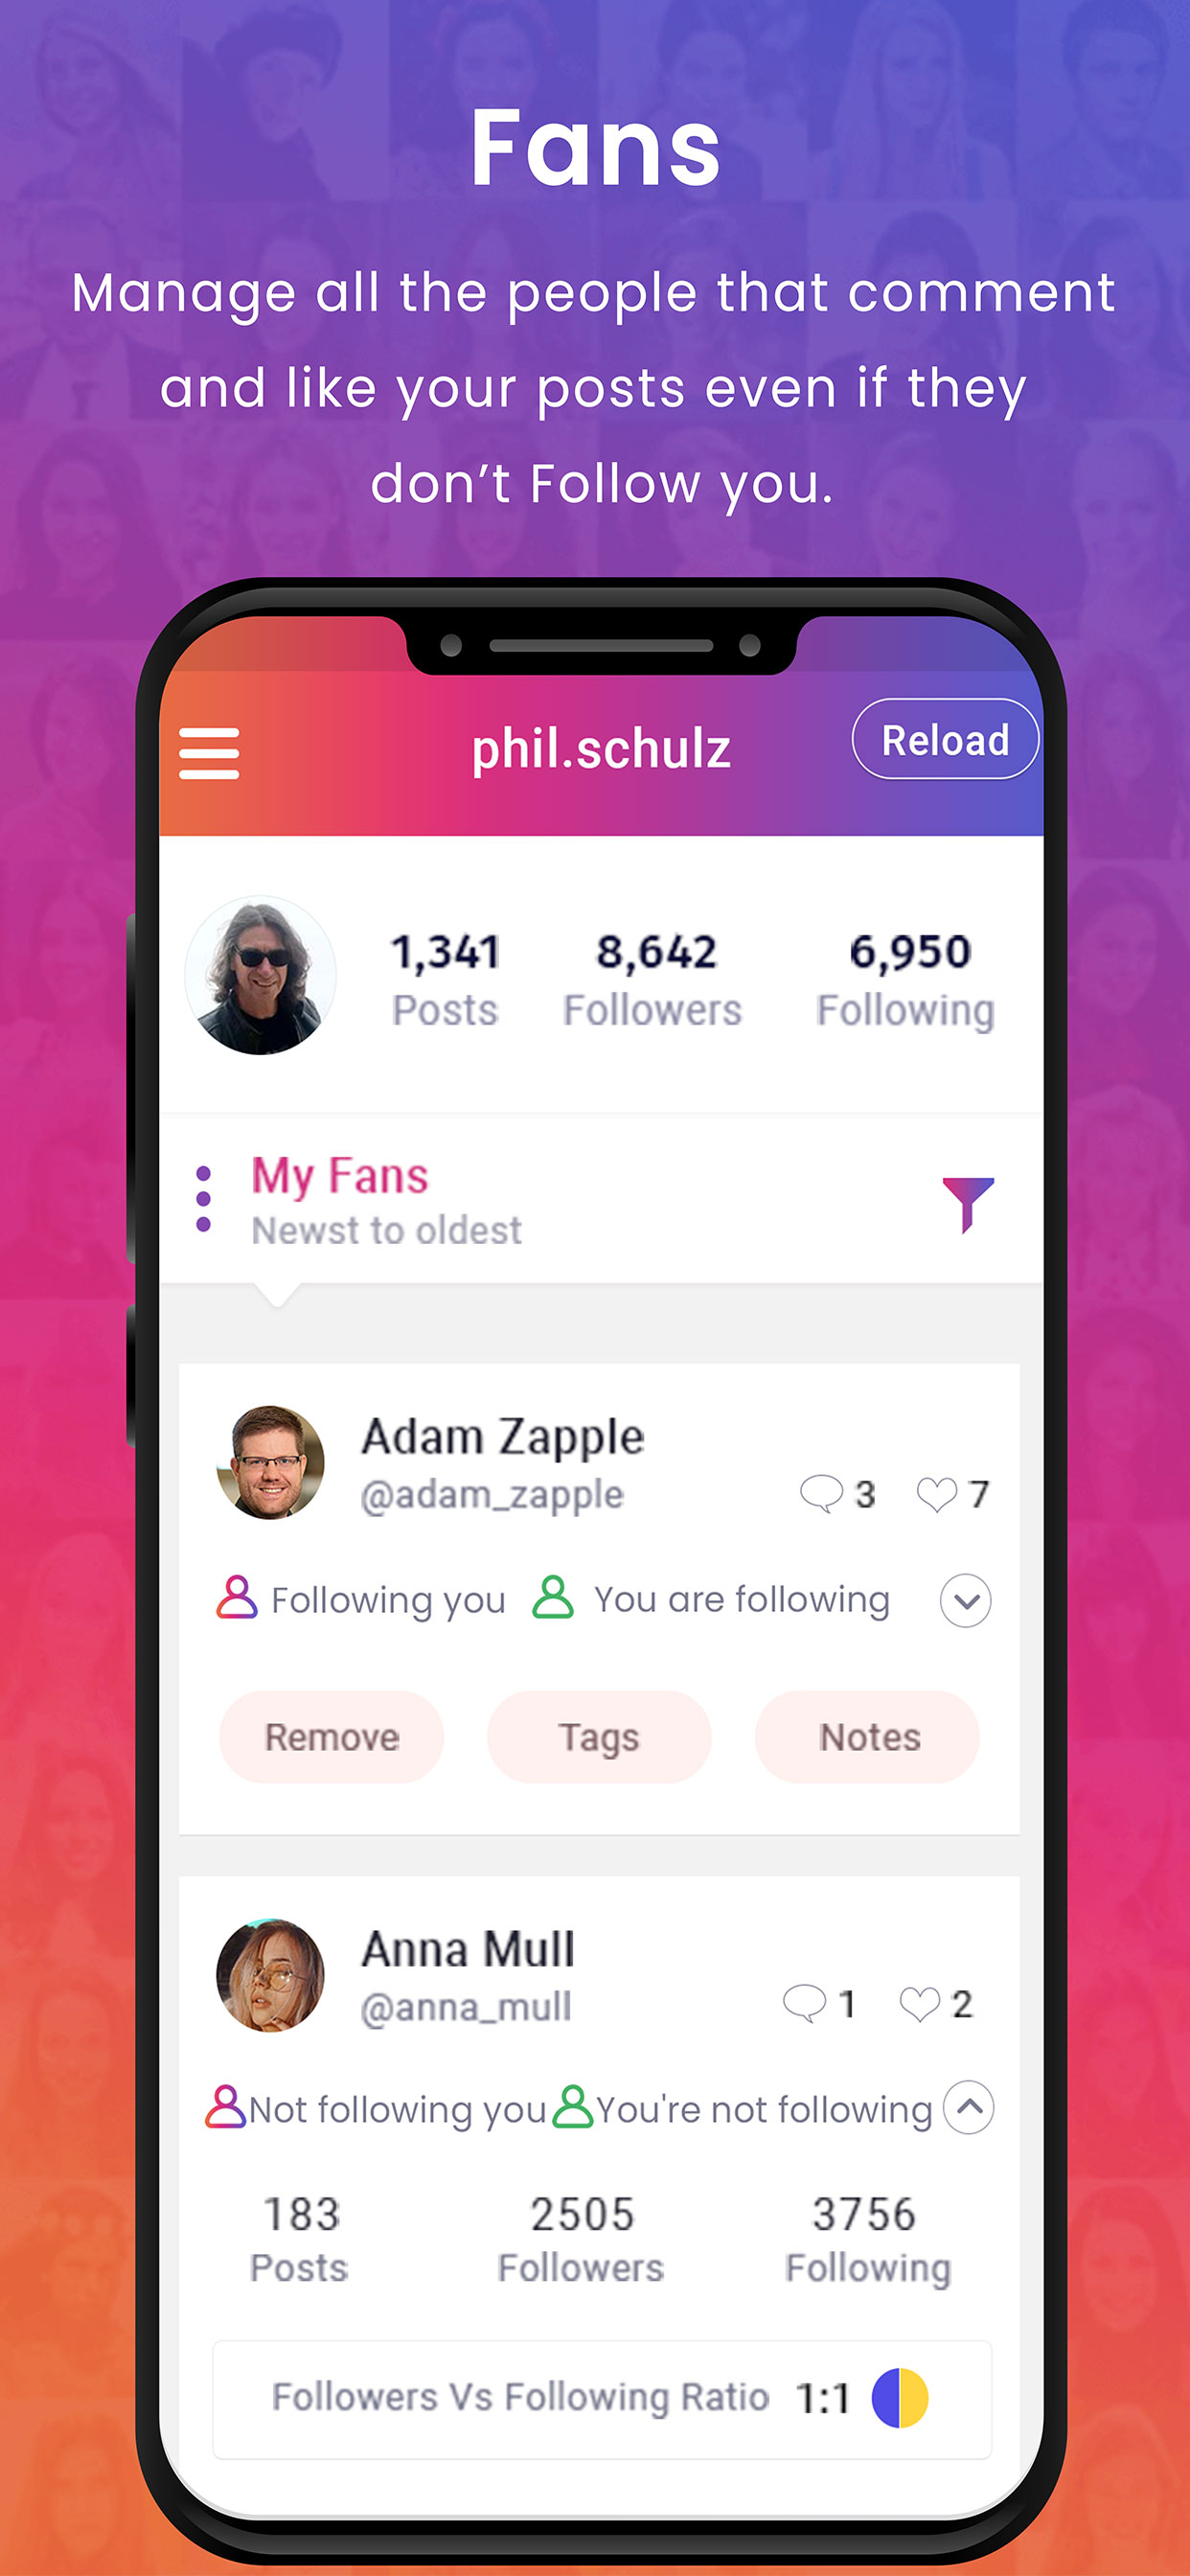 Fans
Manage all the people that comment
and like your posts even if they
don’t Follow you.
phil.schulz
Reload
1,341 8,642 6,950
Posts Followers Following
My Fans
Newst to oldest
Adam Zapple
@adam_zapple 3 7
Following you You are following
Remove Tags Notes
Anna Mull
@anna_mull 1 2
Not following you You're not following
183 2505 3756
Posts Followers Following
Followers Vs Following Ratio 1:1